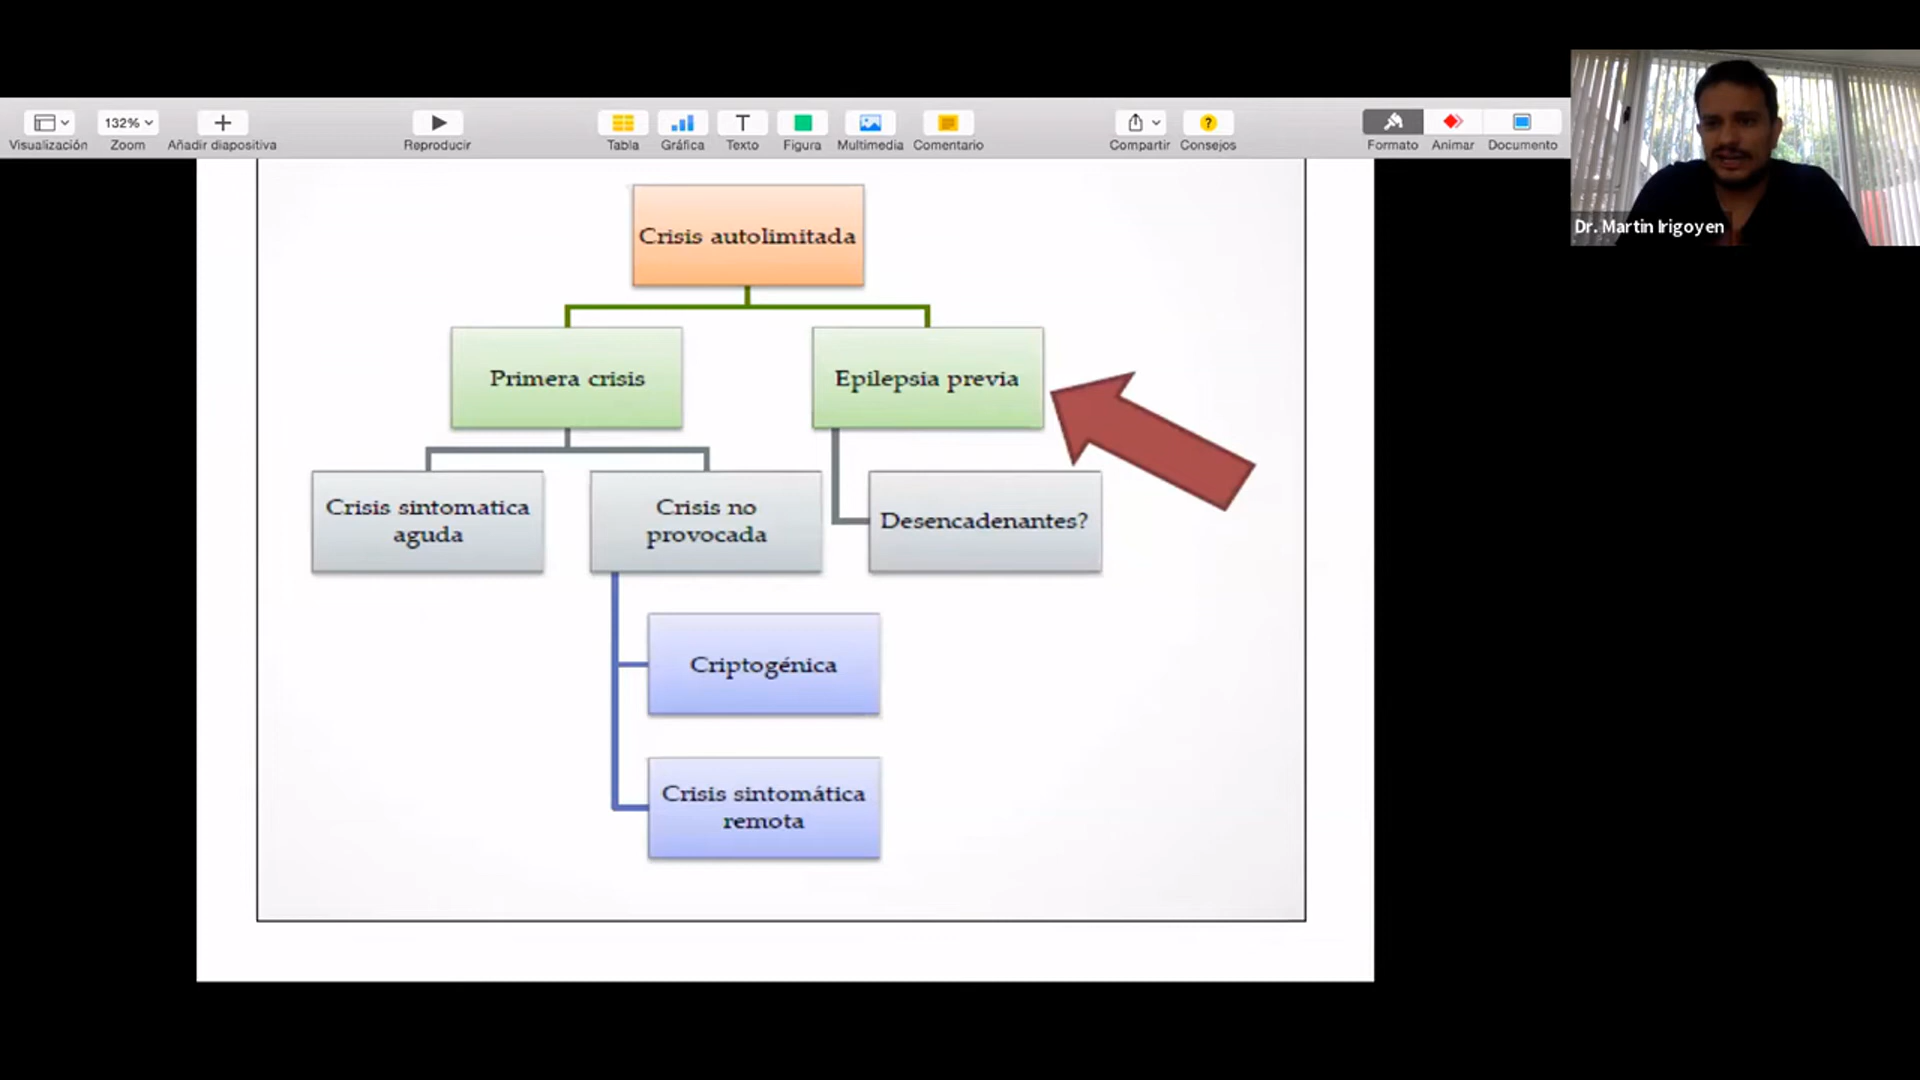 Visualización
132%
Zoom
Añadir diapositiva
Reproducir
Tabla
Gráfica
T
Texto
Figura
Multimedia
Comentario
Compartir
?
Consejos
Formato
Animar
Documento
Dr. Martin Irigoyen
Crisis autolimitada
Primera crisis
Epilepsia previa
Crisis sintomatica
aguda
Crisis no
provocada
Desencadenantes?
Criptogénica
Crisis sintomática
remota